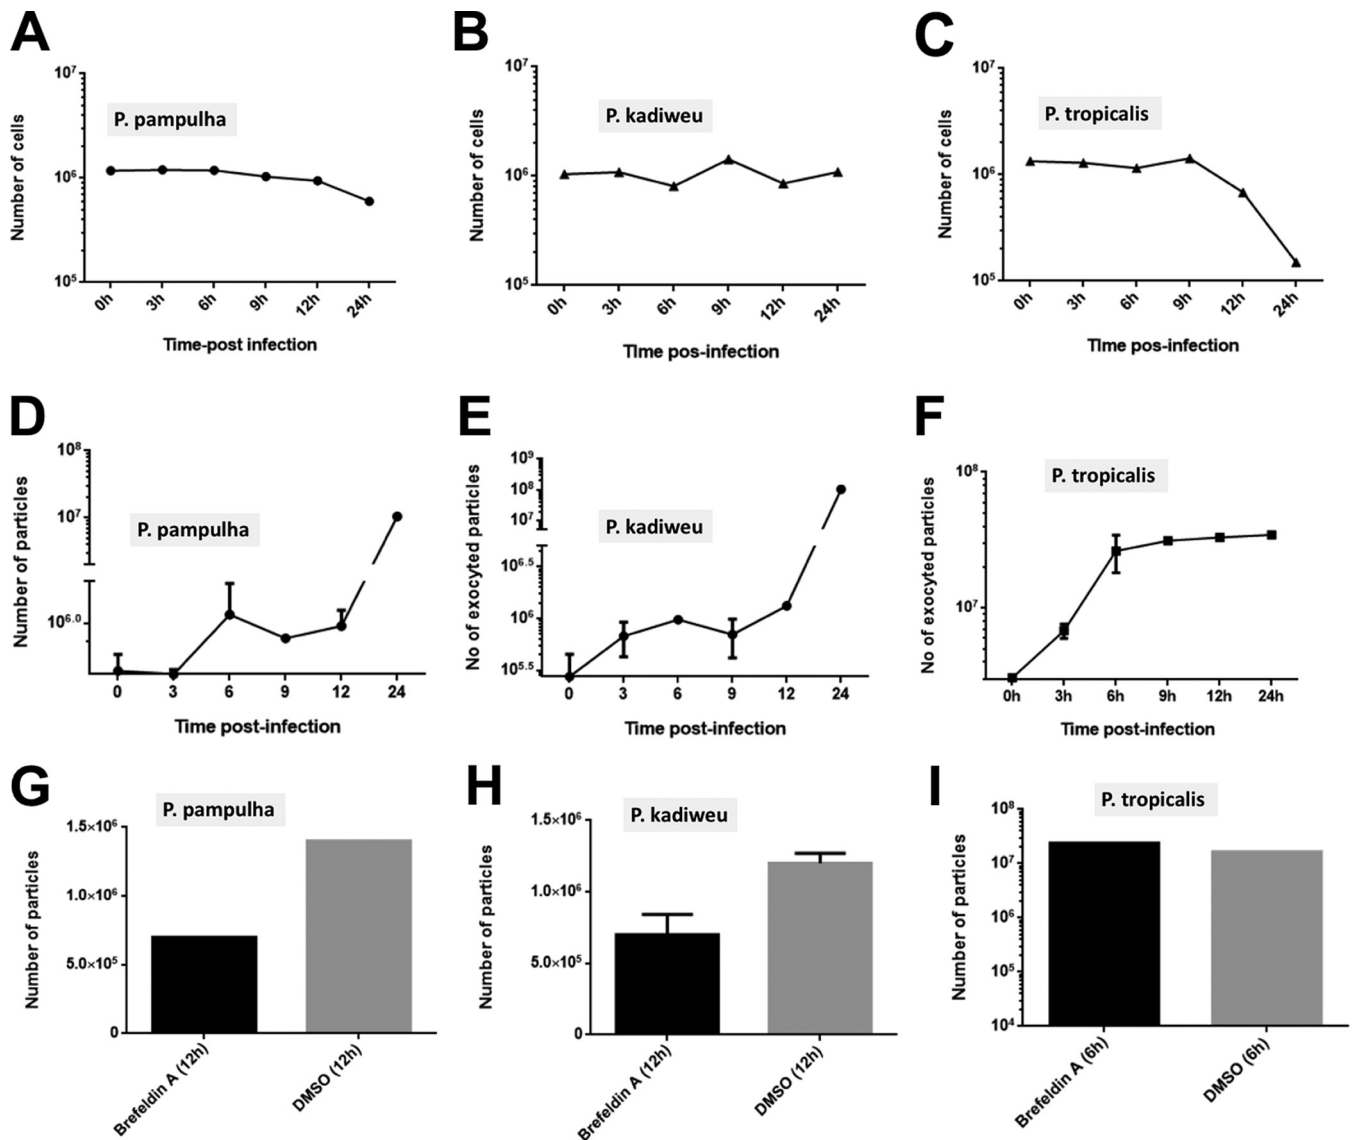 A
B
C
Number of cells
10⁷
10⁶
10⁵
P. pampulha
0h
3h
6h
9h
12h
24h
Time-post infection
Number of cells
10⁷
10⁶
10⁵
P. kadiweu
0h
3h
6h
9h
12h
24h
TIme pos-infection
Number of cells
10⁷
10⁶
10⁵
P. tropicalis
0h
3h
6h
9h
12h
24h
TIme pos-infection
D
E
F
Number of particles
10⁸
10⁷
10⁶·⁰
P. pampulha
0
3
6
9
12
24
Time post-infection
No of exocyted particles
10⁹
10⁸
10⁷
10⁶·⁵
10⁶
10⁵·⁵
P. kadiweu
0
3
6
9
12
24
Time post-infection
No of exocyted particles
10⁸
10⁷
P. tropicalis
0h
3h
6h
9h
12h
24h
Time post-infection
G
H
I
Number of particles
1.5×10⁶
1.0×10⁶
5.0×10⁵
0
P. pampulha
Brefeldin A (12h)
DMSO (12h)
Number of particles
1.5×10⁶
1.0×10⁶
5.0×10⁵
0
P. kadiweu
Brefeldin A (12h)
DMSO (12h)
Number of particles
10⁸
10⁷
10⁶
10⁵
10⁴
P. tropicalis
Brefeldin A (6h)
DMSO (6h)